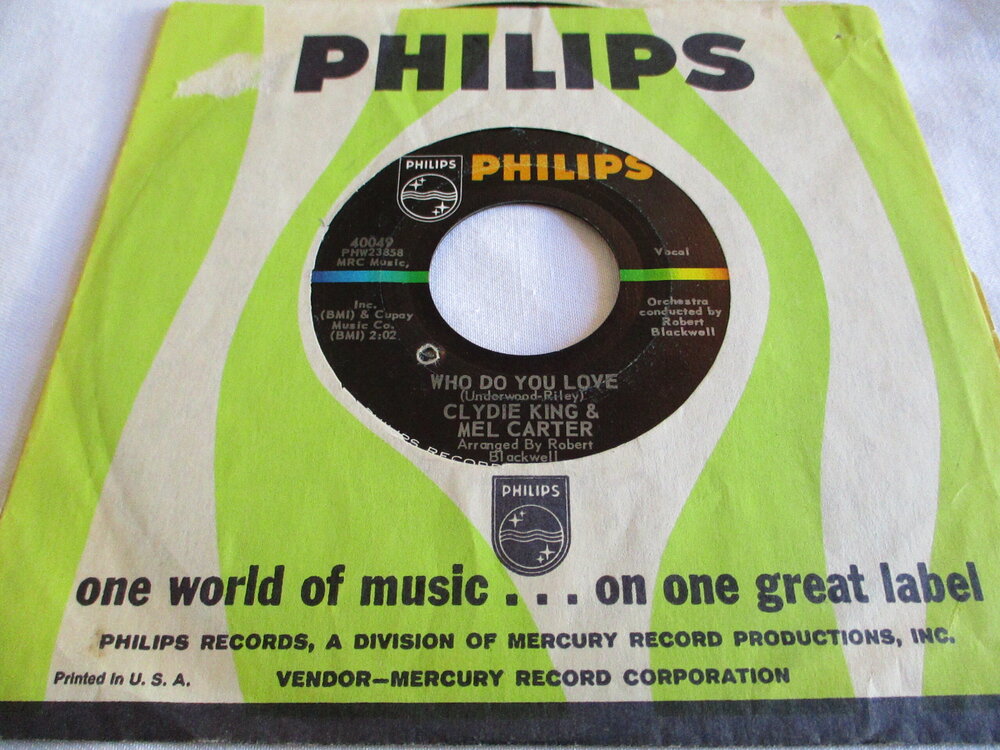 PHILIPS
PHILIPS
PHILIPS
40049
PHW23858
MRC Music,
Inc.
(BMI) & Cupay
Music Co.
(BMI) 2:02
Vocal
Orchestra
conducted by
Robert
Blackwell
WHO DO YOU LOVE
(Underwood-Riley)
CLYDIE KING &
MEL CARTER
Arranged By Robert
Blackwell
PHILIPS RECORD
PHILIPS
one world of music . . . on one great label
PHILIPS RECORDS, A DIVISION OF MERCURY RECORD PRODUCTIONS, INC.
Printed In U. S. A.
VENDOR—MERCURY RECORD CORPORATION